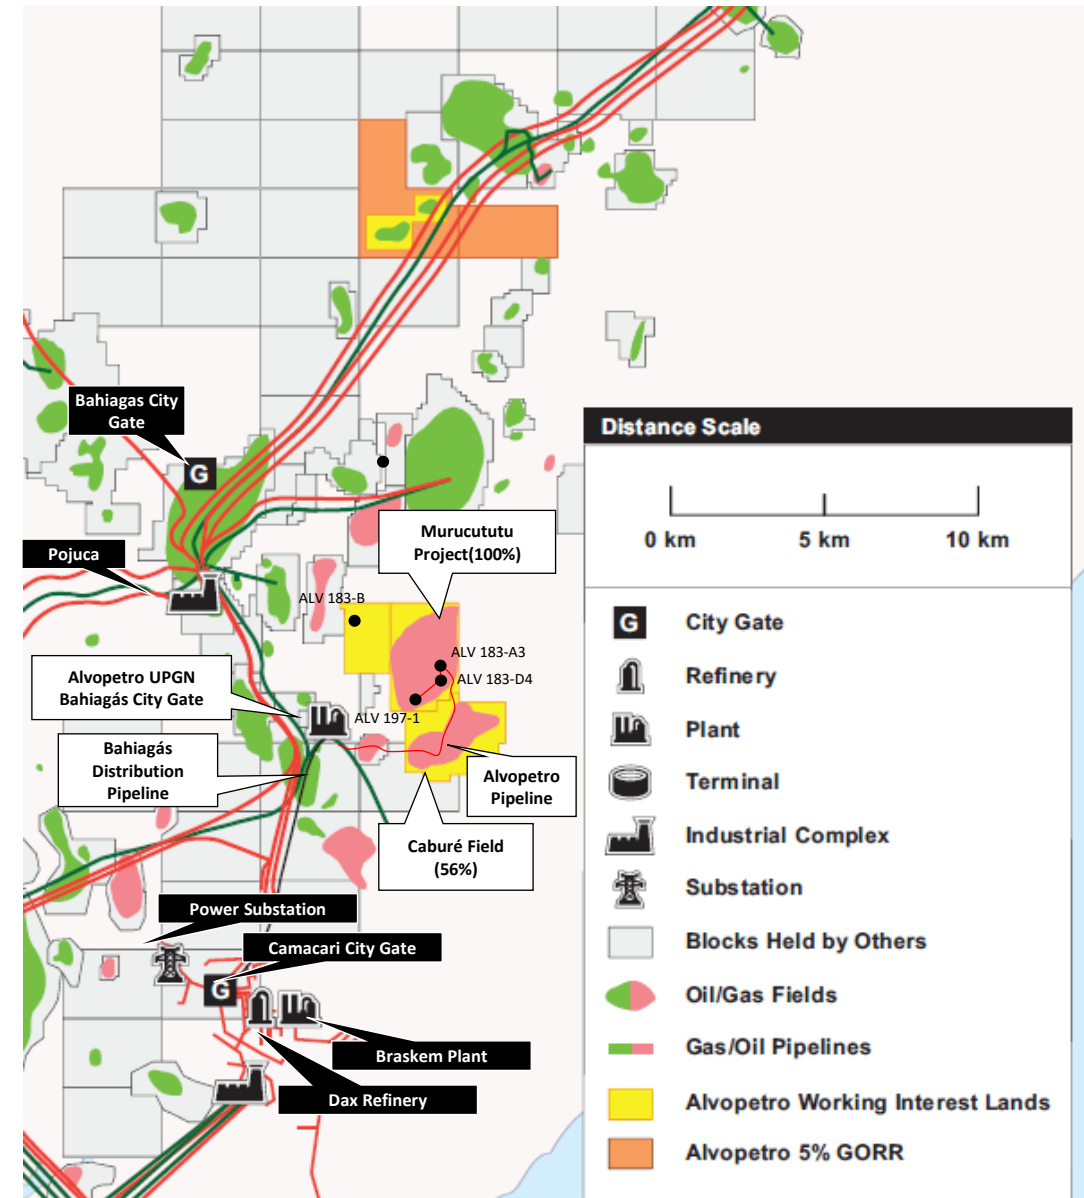 Bahiagas City
Gate
G
Pojuca
Murucututu
Project(100%)
ALV 183-B
ALV 183-A3
ALV 183-D4
ALV 197-1
Alvopetro UPGN
Bahiagás City Gate
Bahiagás
Distribution
Pipeline
Alvopetro
Pipeline
Caburé Field
(56%)
Power Substation
Camacari City Gate
G
Braskem Plant
Dax Refinery
Distance Scale
0 km 5 km 10 km
G City Gate
Refinery
Plant
Terminal
Industrial Complex
Substation
Blocks Held by Others
Oil/Gas Fields
Gas/Oil Pipelines
Alvopetro Working Interest Lands
Alvopetro 5% GORR